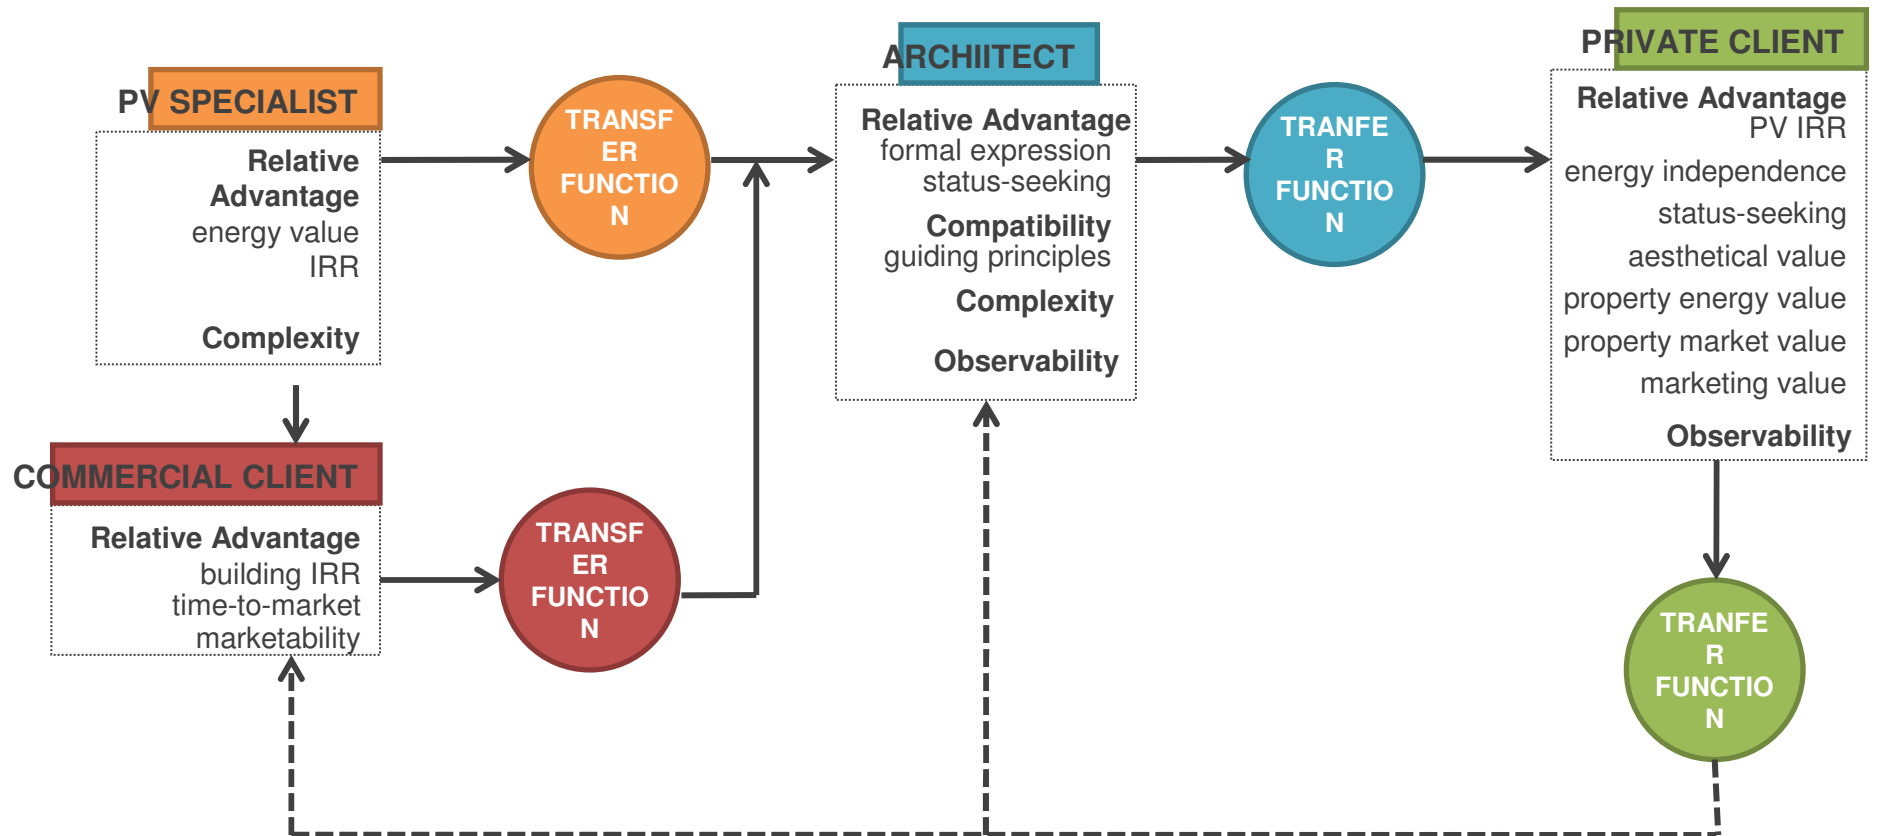 PV SPECIALIST
Relative
Advantage
energy value
IRR
Complexity
COMMERCIAL CLIENT
Relative Advantage
building IRR
time-to-market
marketability
TRANSF
ER
FUNCTIO
N
TRANSF
ER
FUNCTIO
N
ARCHIITECT
Relative Advantage
formal expression
status-seeking
Compatibility
guiding principles
Complexity
Observability
TRANFE
R
FUNCTIO
N
PRIVATE CLIENT
Relative Advantage
PV IRR
energy independence
status-seeking
aesthetical value
property energy value
property market value
marketing value
Observability
TRANFE
R
FUNCTIO
N